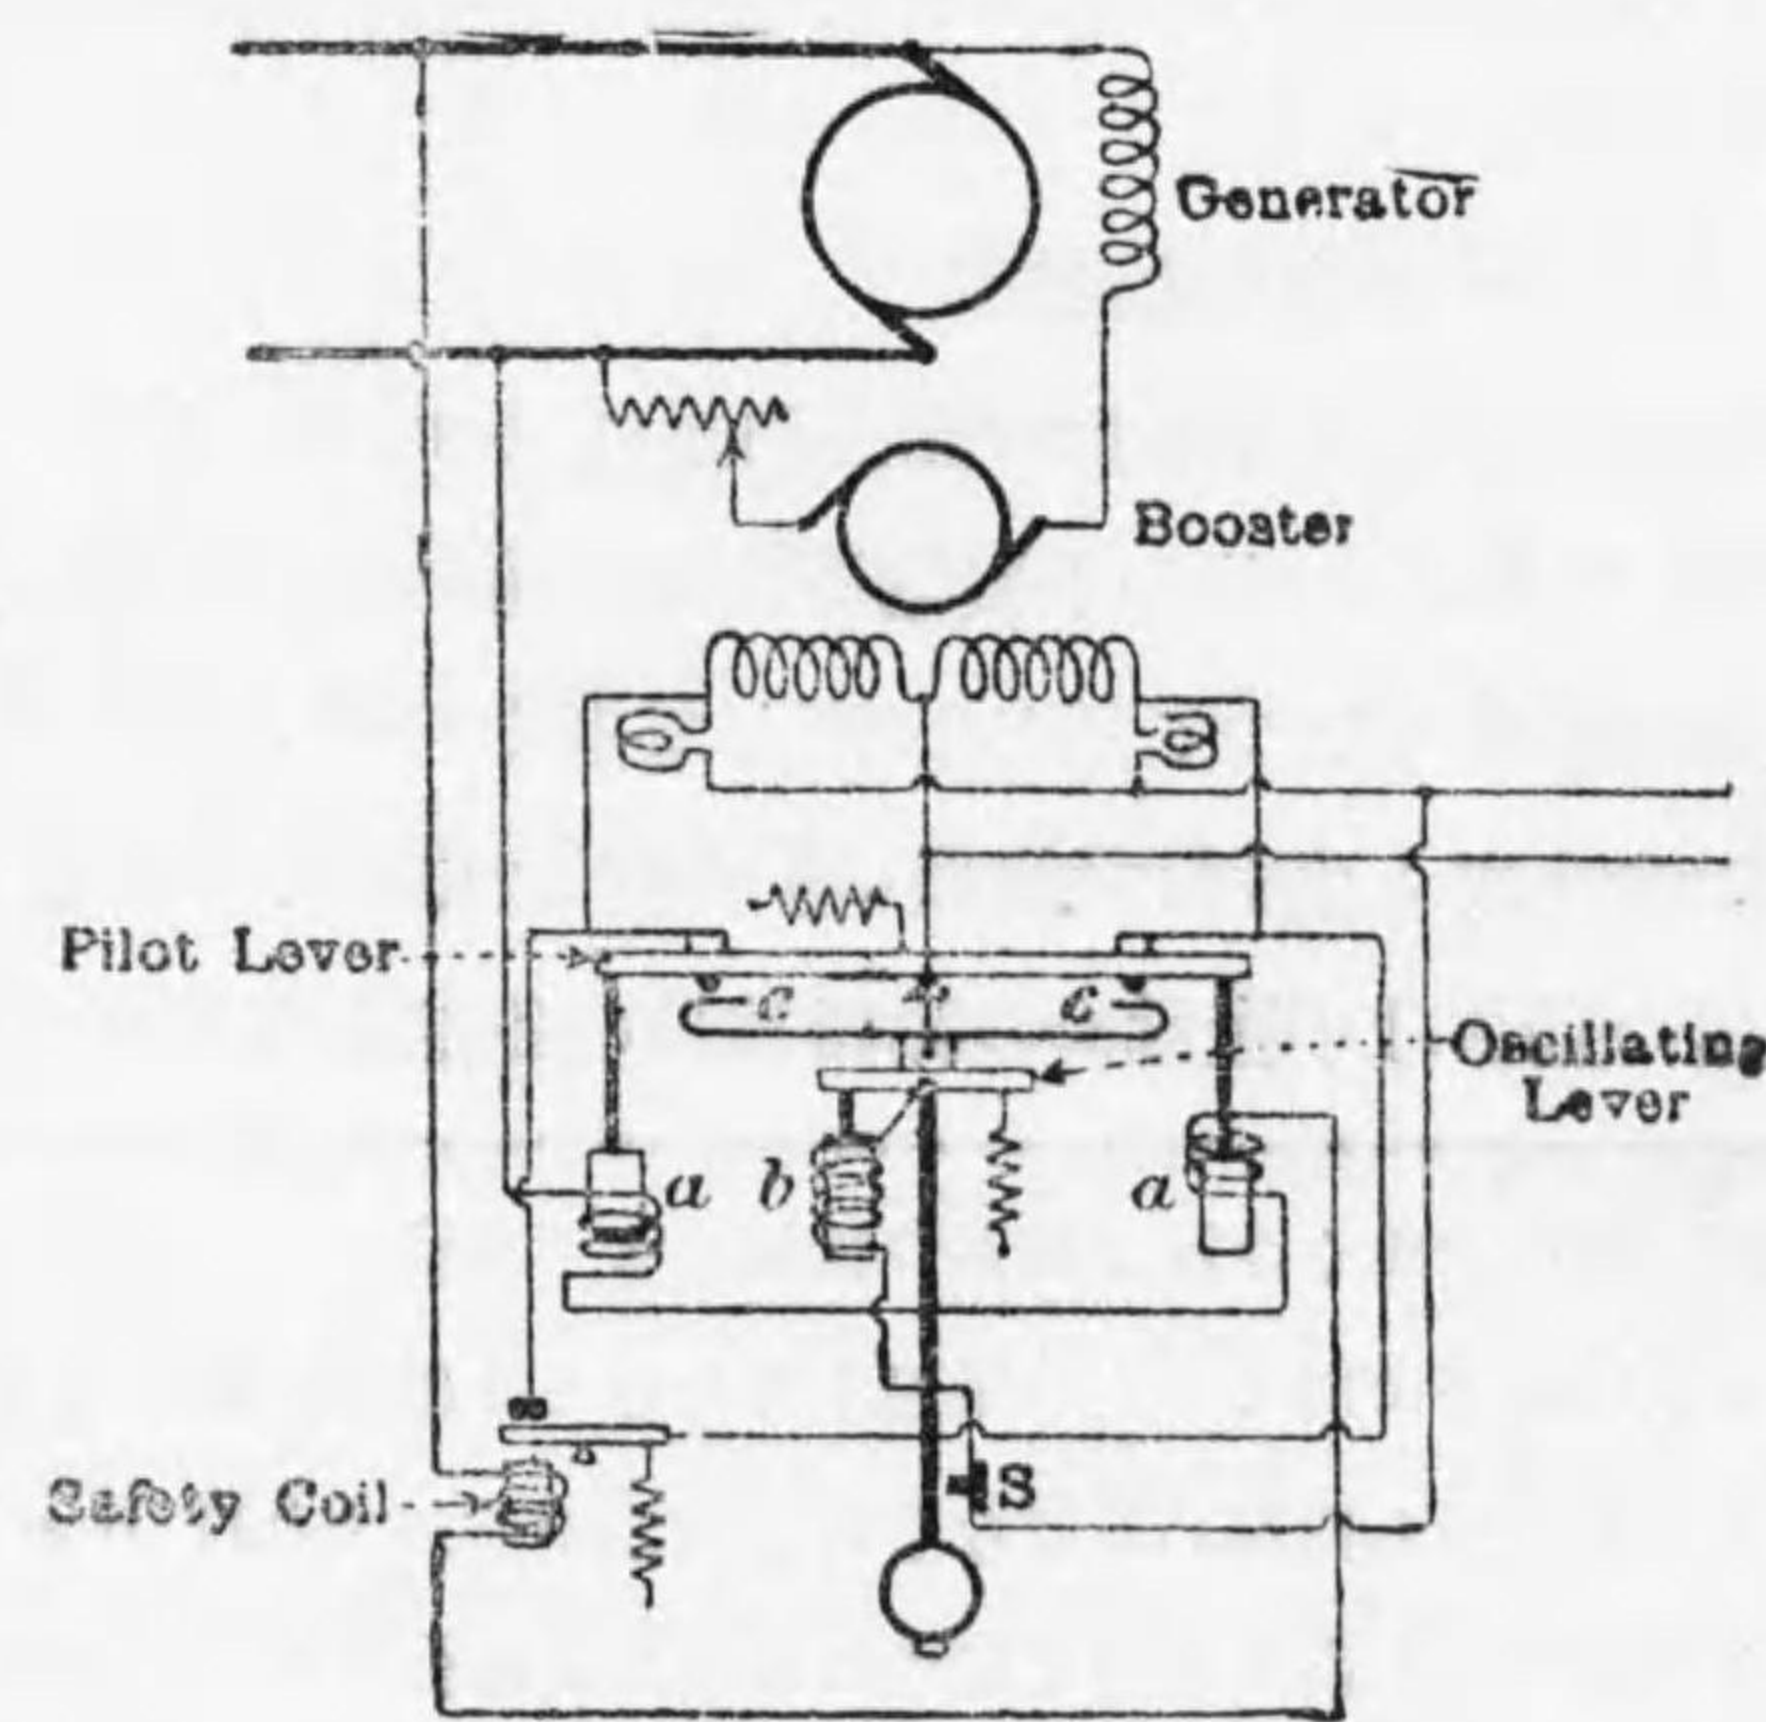 Generator
Booster
Pilot Lever
c c
Oscillating
Lever
a b a
Safety Coil
S